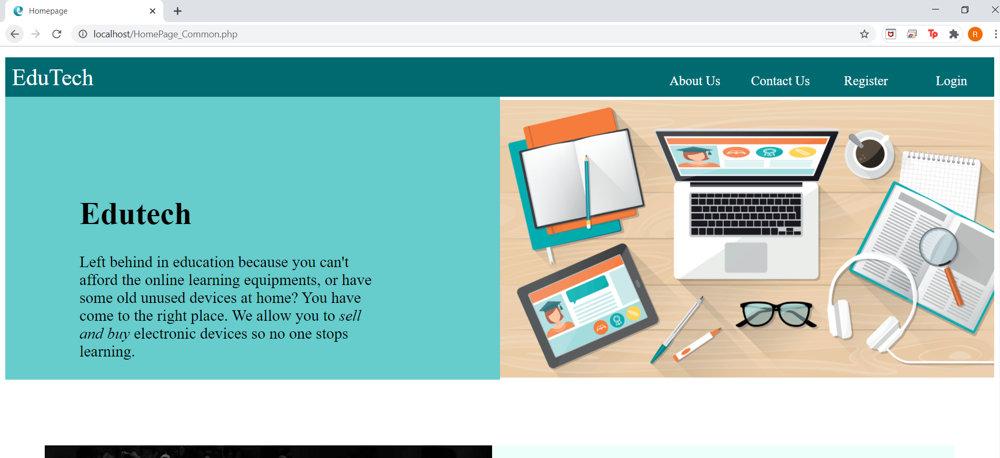 Homepage
localhost/HomePage_Common.php
R
EduTech
About Us
Contact Us
Register
Login
Edutech
Left behind in education because you can't
afford the online learning equipments, or have
some old unused devices at home? You have
come to the right place. We allow you to sell
and buy electronic devices so no one stops
learning.